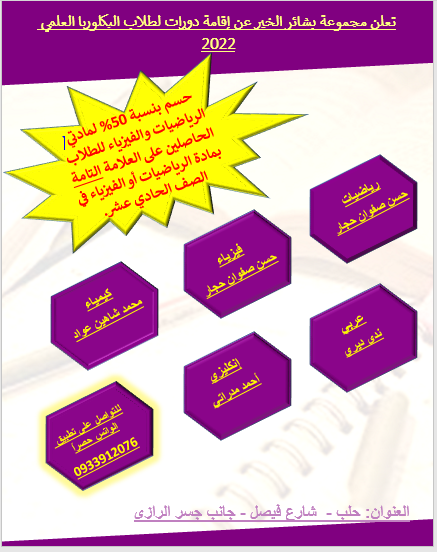 تعلن مجموعة بشائر الخير عن إقامة دورات لطلاب البكلوريا العلمي
2022
حسم بنسبة 50% لمادتي
الرياضيات والفيزياء للطلاب
الحاصلين على العلامة التامة
بمادة الرياضيات أو الفيزياء في
الصف الحادي عشر.
رياضيات
حسن صفوان حجار
فيزياء
حسن صفوان حجار
كيمياء
محمد شاهين عواد
عربي
ندى ديري
انكليزي
أحمد مدراتي
للتواصل على تطبيق
الواتس حصراً
0933912076
العنوان: حلب - شارع فيصل - جانب جسر الرازي